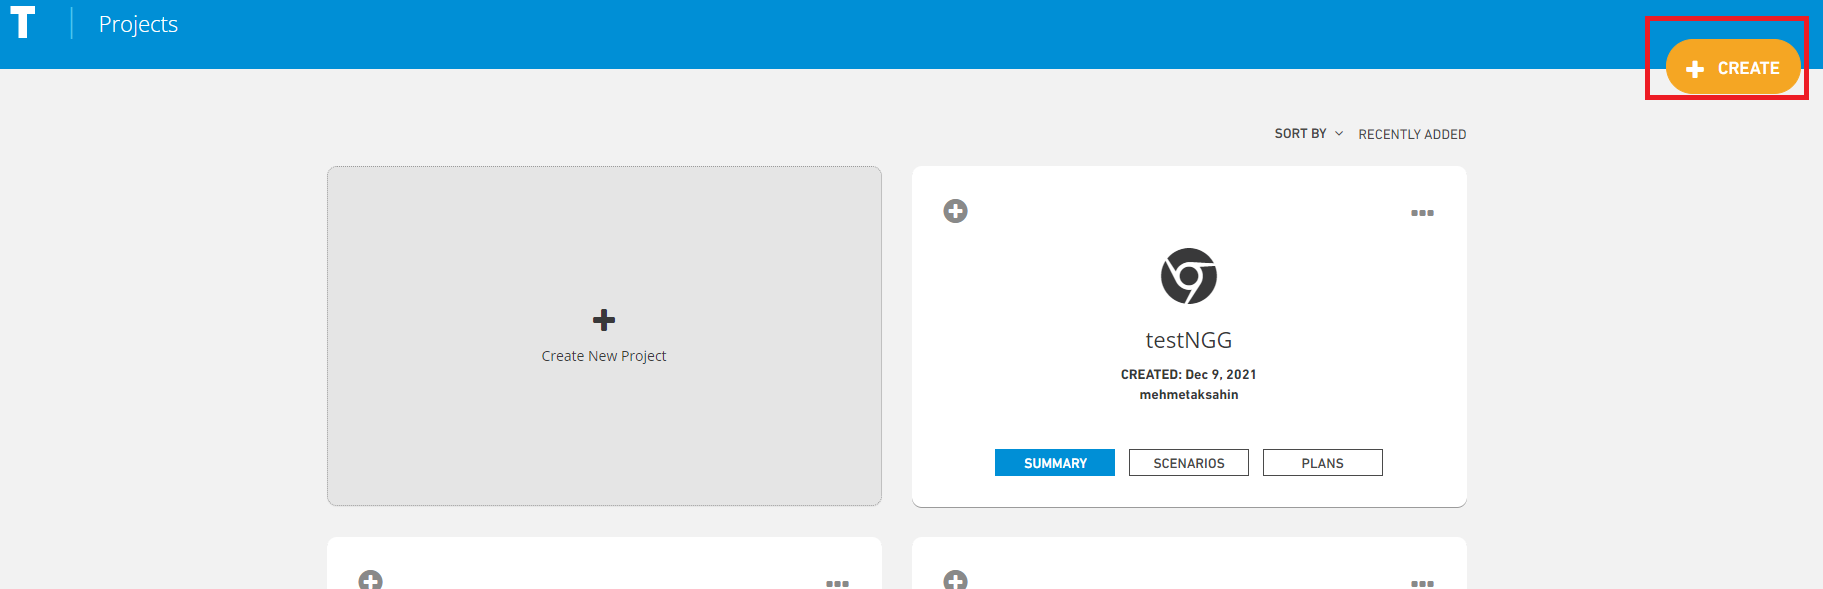 T
Projects
CREATE
SORT BY RECENTLY ADDED
Create New Project
testNGG
CREATED: Dec 9, 2021
mehmetaksahin
SUMMARY SCENARIOS PLANS